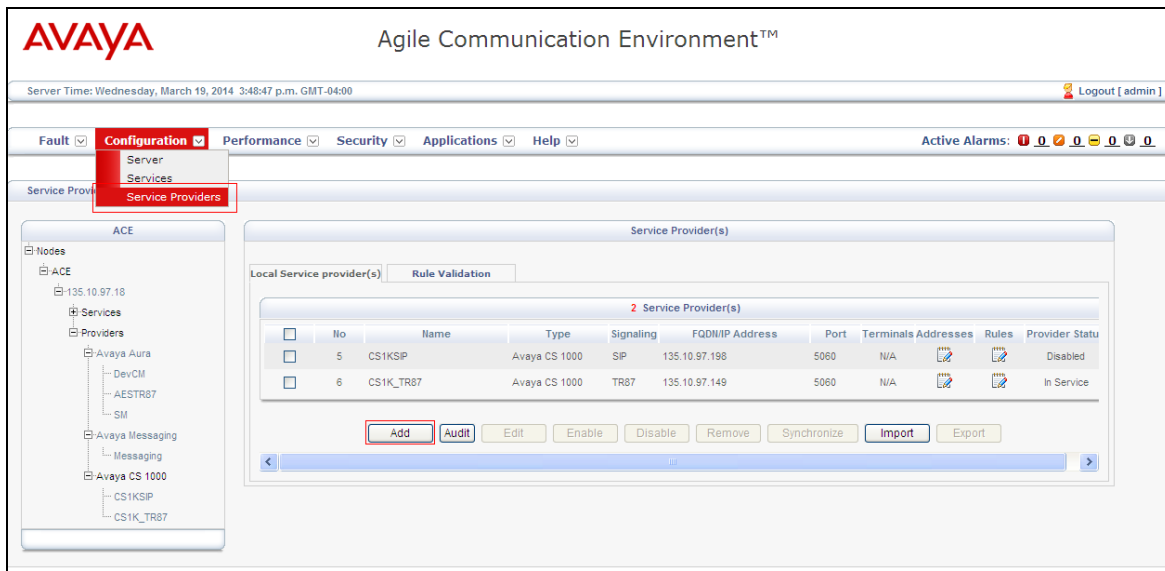 AVAYA
Agile Communication Environment™
Server Time: Wednesday, March 19, 2014 3:48:47 p.m. GMT-04:00
Logout [ admin ]
Fault Configuration Performance Security Applications Help Active Alarms: 0 0 0 0
Server
Services
Service Providers
Service Provi
ACE
Nodes
ACE
135.10.97.18
Services
Providers
Avaya Aura
DevCM
AESTR87
SM
Avaya Messaging
Messaging
Avaya CS 1000
CS1KSIP
CS1K_TR87
Service Provider(s)
Local Service provider(s) Rule Validation
2 Service Provider(s)
No Name Type Signaling FQDN/IP Address Port Terminals Addresses Rules Provider Statu
5 CS1KSIP Avaya CS 1000 SIP 135.10.97.198 5060 N/A Disabled
6 CS1K_TR87 Avaya CS 1000 TR87 135.10.97.149 5060 N/A In Service
Add Audit Edit Enable Disable Remove Synchronize Import Export